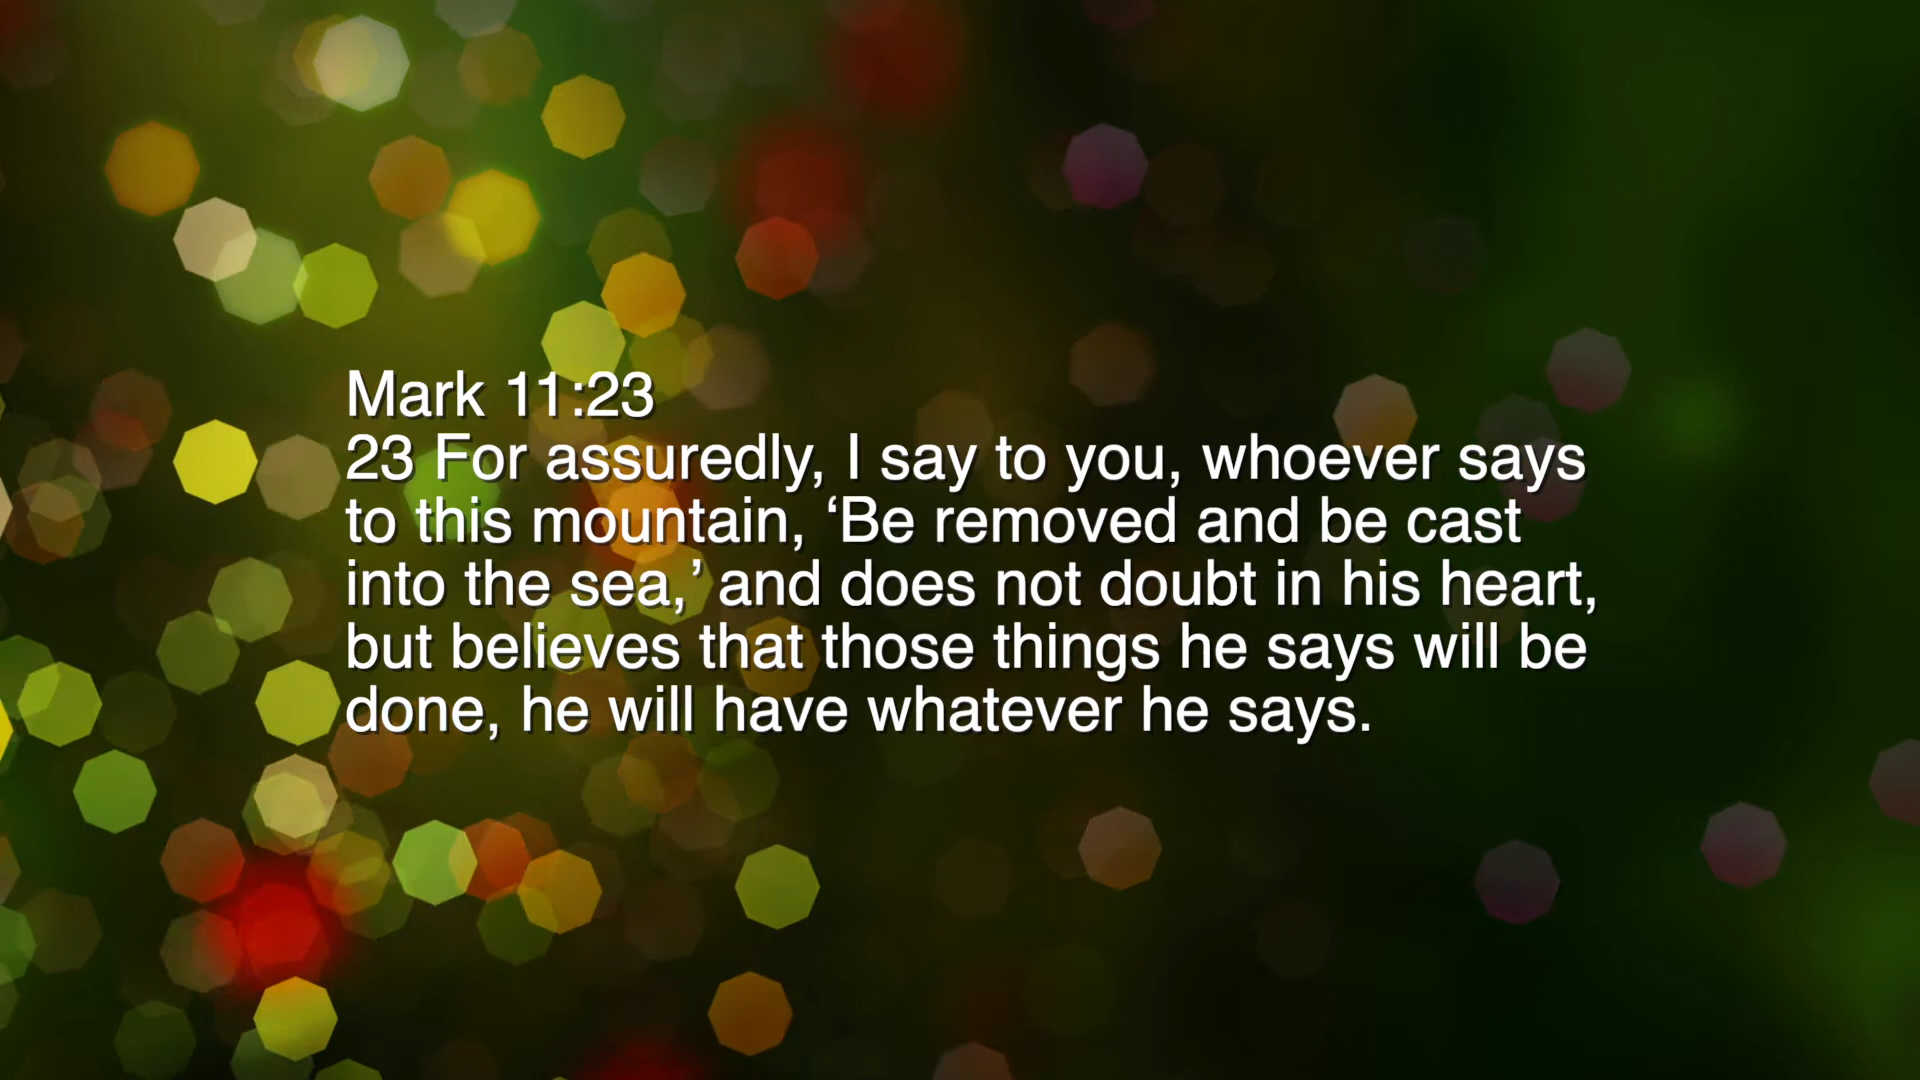 Mark 11:23
23 For assuredly, I say to you, whoever says
to this mountain, ‘Be removed and be cast
into the sea,’ and does not doubt in his heart,
but believes that those things he says will be
done, he will have whatever he says.